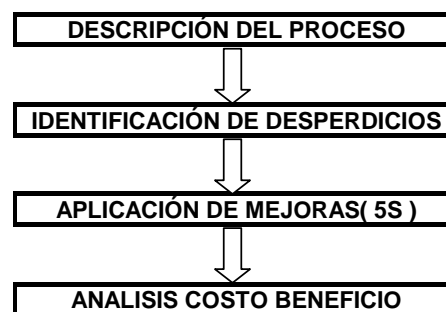 DESCRIPCIÓN DEL PROCESO
IDENTIFICACIÓN DE DESPERDICIOS
APLICACIÓN DE MEJORAS( 5S )
ANALISIS COSTO BENEFICIO